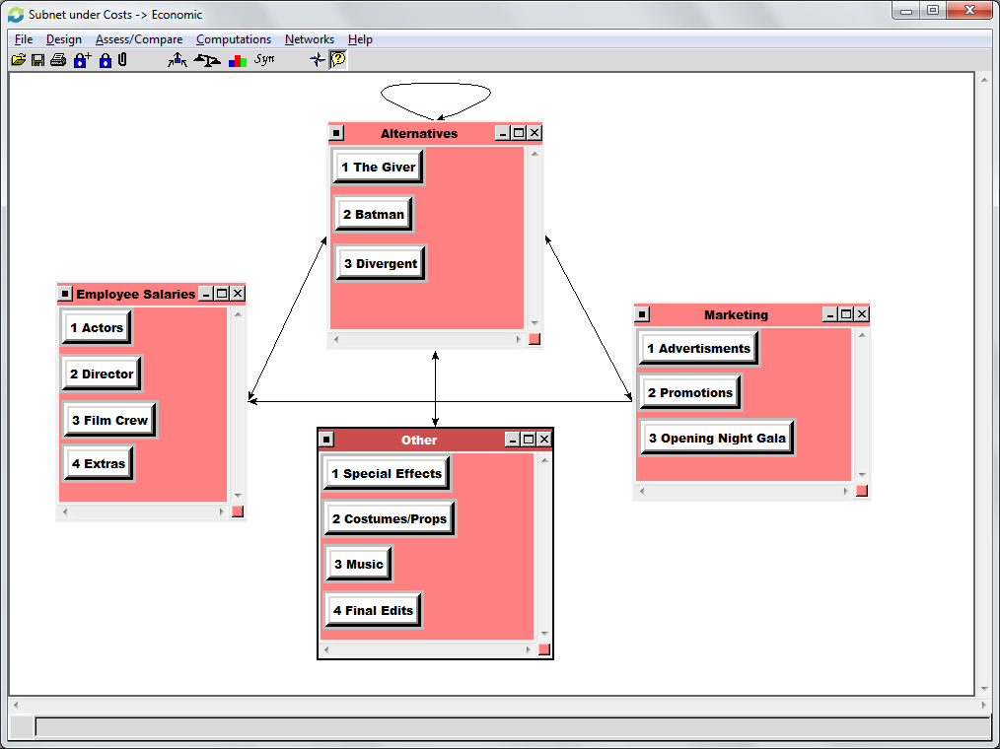 Subnet under Costs -> Economic
File Design Assess/Compare Computations Networks Help
Syn
Alternatives
1 The Giver
2 Batman
3 Divergent
Employee Salaries
1 Actors
2 Director
3 Film Crew
4 Extras
Marketing
1 Advertisments
2 Promotions
3 Opening Night Gala
Other
1 Special Effects
2 Costumes/Props
3 Music
4 Final Edits